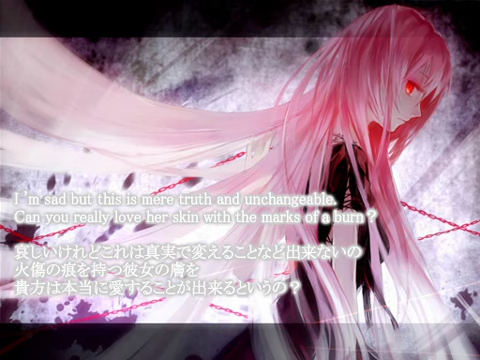 I 'm sad but this is mere truth and unchangeable.
Can you really love her skin with the marks of a burn？
哀しいけれどこれは真実で変えることなど出来ないの
火傷の痕を持つ彼女の膚を
貴方は本当に愛することが出来るというの？